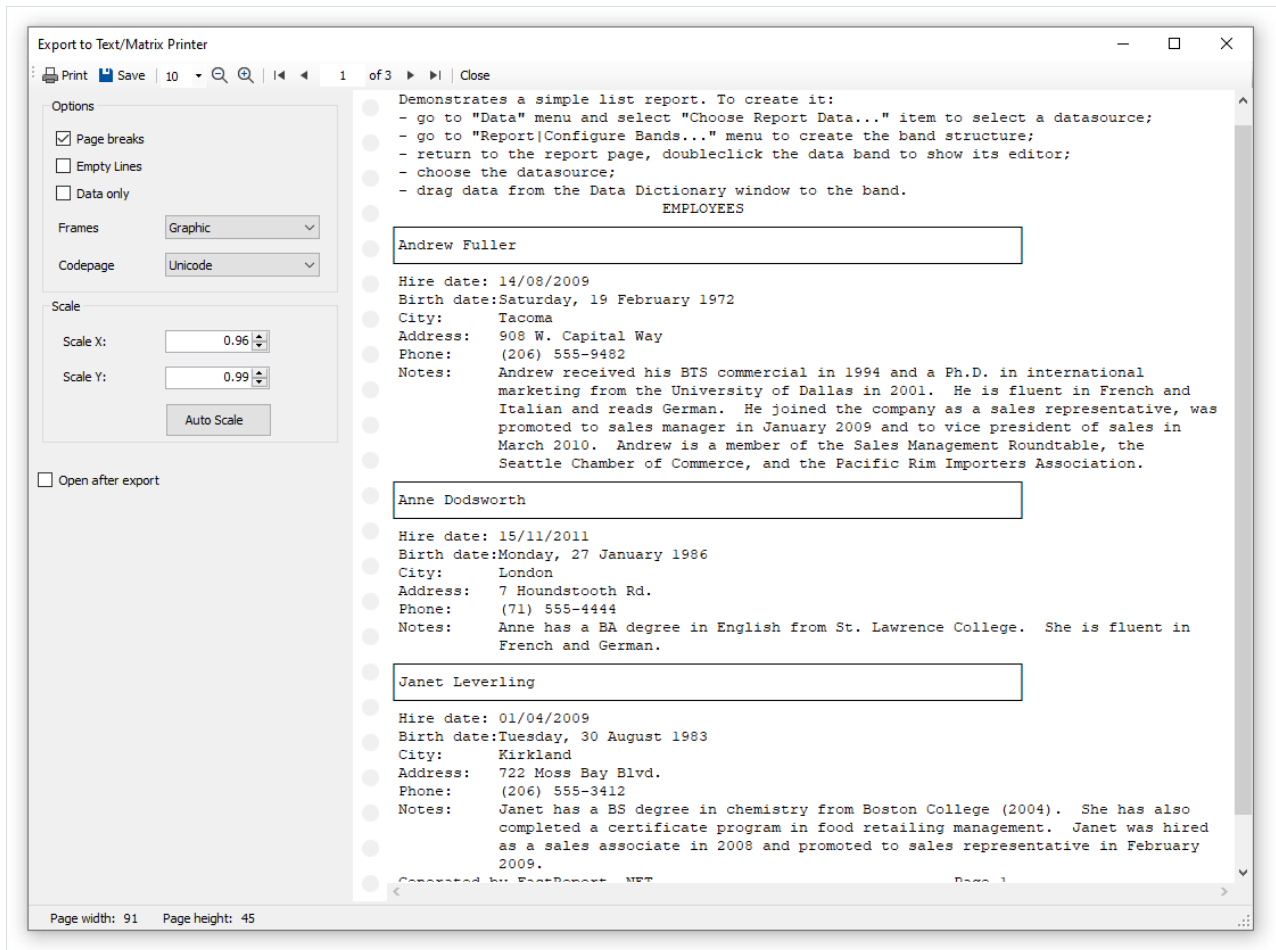 Export to Text/Matrix Printer
Print Save 10 1 of 3 Close
Options
Page breaks
Empty Lines
Data only
Frames Graphic
Codepage Unicode
Scale
Scale X: 0.96
Scale Y: 0.99
Auto Scale
Open after export
Demonstrates a simple list report. To create it:
- go to "Data" menu and select "Choose Report Data..." item to select a datasource;
- go to "Report|Configure Bands..." menu to create the band structure;
- return to the report page, doubleclick the data band to show its editor;
- choose the datasource;
- drag data from the Data Dictionary window to the band.
EMPLOYEES
Andrew Fuller
Hire date: 14/08/2009
Birth date:Saturday, 19 February 1972
City: Tacoma
Address: 908 W. Capital Way
Phone: (206) 555-9482
Notes: Andrew received his BTS commercial in 1994 and a Ph.D. in international
marketing from the University of Dallas in 2001. He is fluent in French and
Italian and reads German. He joined the company as a sales representative, was
promoted to sales manager in January 2009 and to vice president of sales in
March 2010. Andrew is a member of the Sales Management Roundtable, the
Seattle Chamber of Commerce, and the Pacific Rim Importers Association.
Anne Dodsworth
Hire date: 15/11/2011
Birth date:Monday, 27 January 1986
City: London
Address: 7 Houndstooth Rd.
Phone: (71) 555-4444
Notes: Anne has a BA degree in English from St. Lawrence College. She is fluent in
French and German.
Janet Leverling
Hire date: 01/04/2009
Birth date:Tuesday, 30 August 1983
City: Kirkland
Address: 722 Moss Bay Blvd.
Phone: (206) 555-3412
Notes: Janet has a BS degree in chemistry from Boston College (2004). She has also
completed a certificate program in food retailing management. Janet was hired
as a sales associate in 2008 and promoted to sales representative in February
2009.
Generated by FastReport .NET Page 1
Page width: 91 Page height: 45